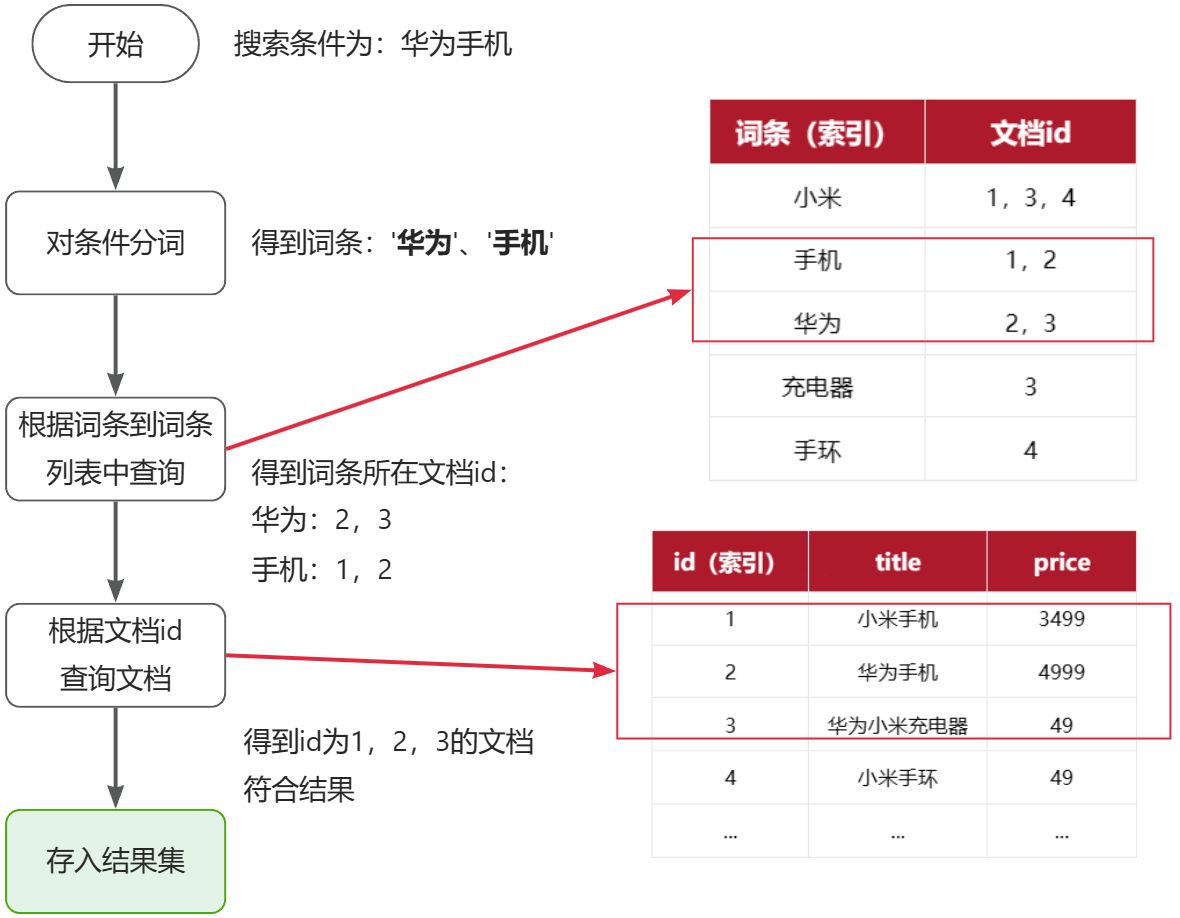 开始
搜索条件为：华为手机
对条件分词
得到词条：'华为'、'手机'
根据词条到词条
列表中查询
得到词条所在文档id：
华为：2，3
手机：1，2
根据文档id
查询文档
得到id为1，2，3的文档
符合结果
存入结果集
词条（索引） 文档id
小米 1，3，4
手机 1，2
华为 2，3
充电器 3
手环 4
id（索引） title price
1 小米手机 3499
2 华为手机 4999
3 华为小米充电器 49
4 小米手环 49
... ... ...